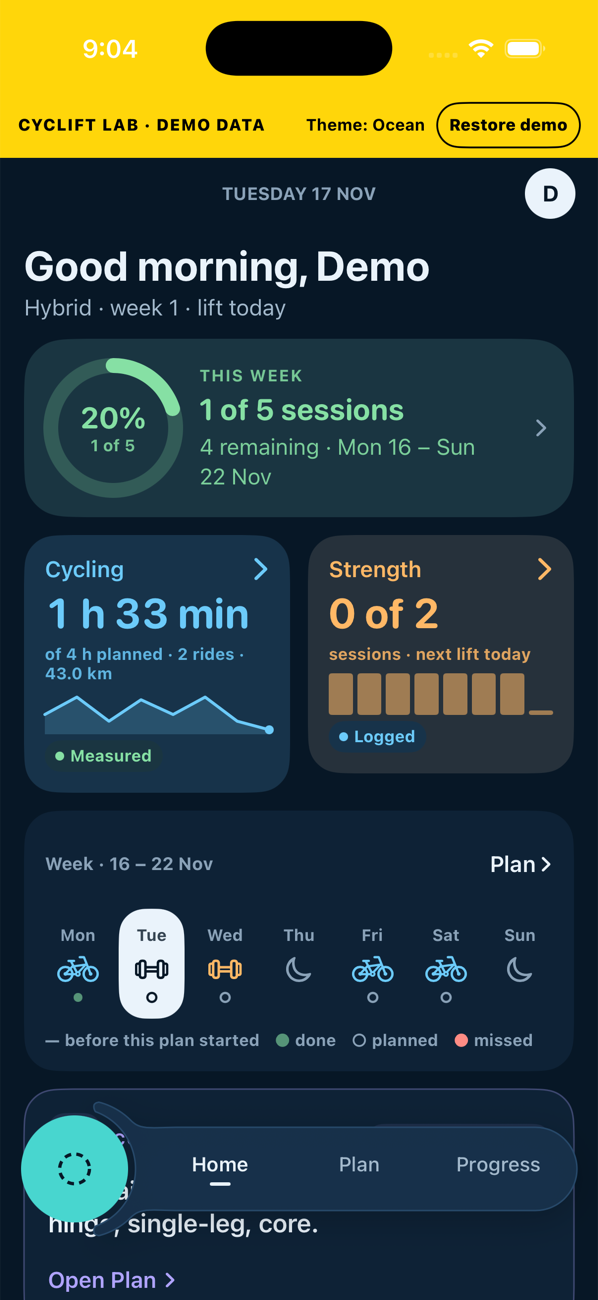 9:04
CYCLIFT LAB · DEMO DATA
Theme: Ocean
Restore demo
TUESDAY 17 NOV
D
Good morning, Demo
Hybrid · week 1 · lift today
20%
1 of 5
THIS WEEK
1 of 5 sessions
4 remaining · Mon 16 – Sun
22 Nov
Cycling
1 h 33 min
of 4 h planned · 2 rides ·
43.0 km
Measured
Strength
0 of 2
sessions · next lift today
Logged
Week · 16 – 22 Nov
Plan
Mon Tue Wed Thu Fri Sat Sun
— before this plan started
done
planned
missed
Home
Plan
Progress
single-leg, core.
Open Plan